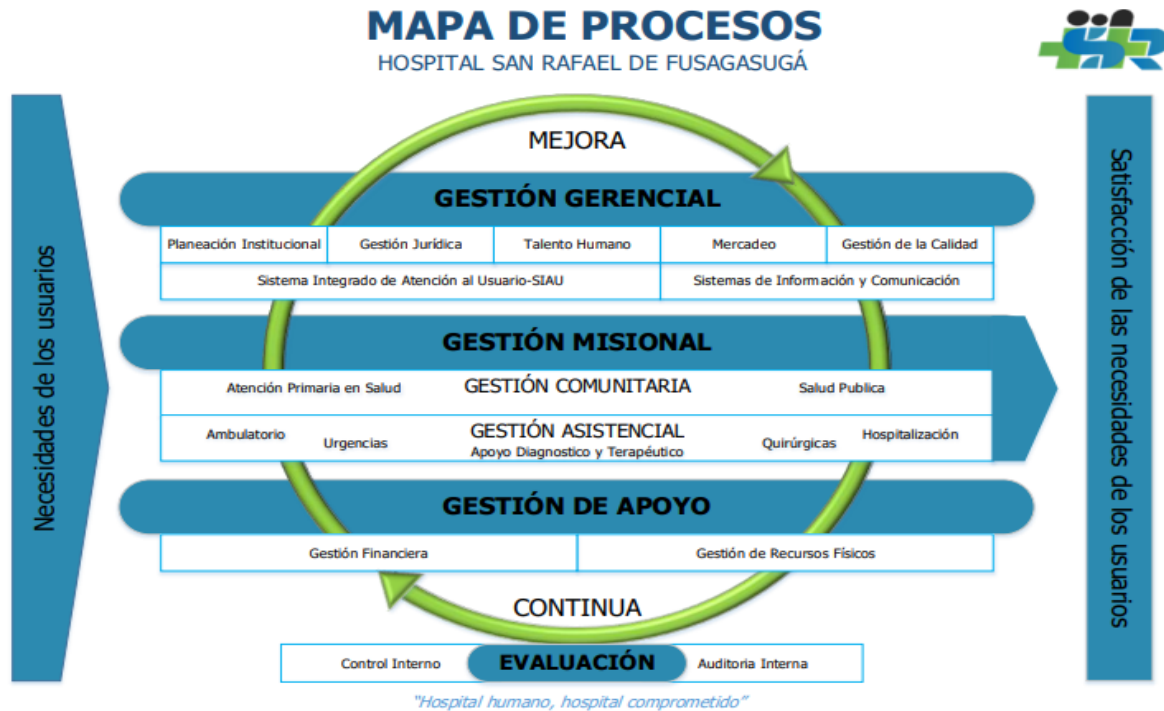 MAPA DE PROCESOS
HOSPITAL SAN RAFAEL DE FUSAGASUGÁ
HSR
Necesidades de los usuarios
MEJORA
GESTIÓN GERENCIAL
Planeación Institucional
Gestión Jurídica
Talento Humano
Mercadeo
Gestión de la Calidad
Sistema Integrado de Atención al Usuario-SIAU
Sistemas de Información y Comunicación
GESTIÓN MISIONAL
Atención Primaria en Salud
GESTIÓN COMUNITARIA
Salud Publica
Ambulatorio
Urgencias
GESTIÓN ASISTENCIAL
Apoyo Diagnostico y Terapéutico
Quirúrgicas
Hospitalización
GESTIÓN DE APOYO
Gestión Financiera
Gestión de Recursos Físicos
CONTINUA
Control Interno
EVALUACIÓN
Auditoria Interna
"Hospital humano, hospital comprometido"
Satisfacción de las necesidades de los usuarios